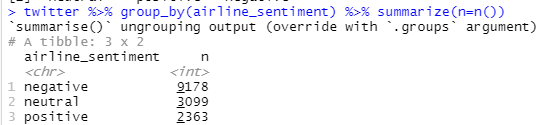 > twitter %>% group_by(airline_sentiment) %>% summarize(n=n())
`summarise()` ungrouping output (override with `.groups` argument)
# A tibble: 3 x 2
airline_sentiment n
<chr> <int>
1 negative 9178
2 neutral 3099
3 positive 2363